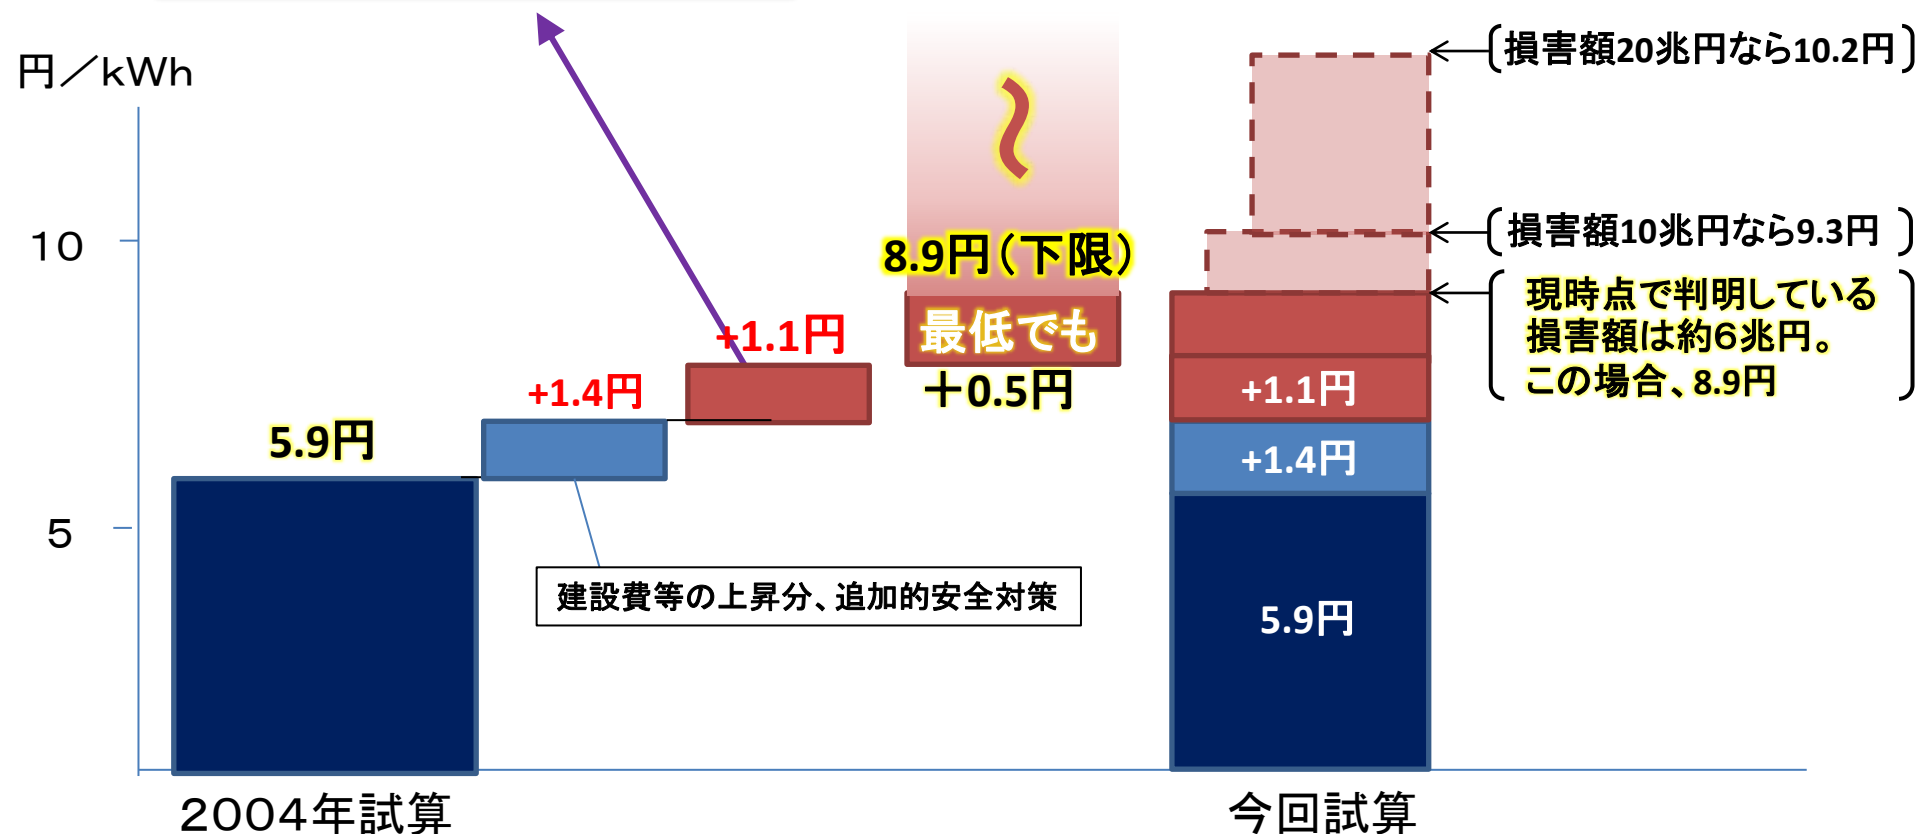 円／kWh
10
5
5.9円
+1.4円
+1.1円
8.9円（下限）
最低でも
＋0.5円
建設費等の上昇分、追加的安全対策
+1.1円
+1.4円
5.9円
損害額20兆円なら10.2円
損害額10兆円なら9.3円
現時点で判明している
損害額は約６兆円。
この場合、8.9円
２００４年試算
今回試算